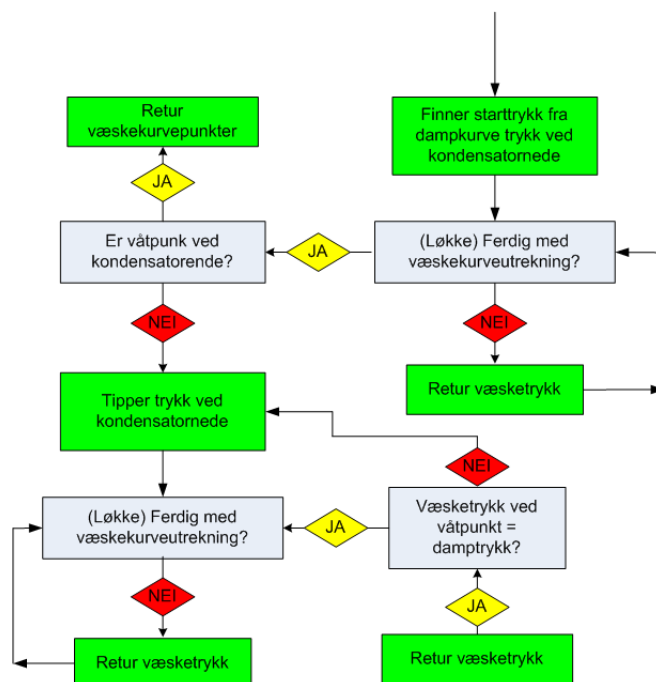 Retur
væskekurvepunkter
Finner starttrykk fra
dampkurve trykk ved
kondensatornede
JA
Er våtpunk ved
kondensatorende?
JA
(Løkke) Ferdig med
væskekurveutrekning?
NEI
NEI
Tipper trykk ved
kondensatornede
Retur væsketrykk
NEI
(Løkke) Ferdig med
væskekurveutrekning?
JA
Væsketrykk ved
våtpunkt =
damptrykk?
NEI
JA
Retur væsketrykk
Retur væsketrykk